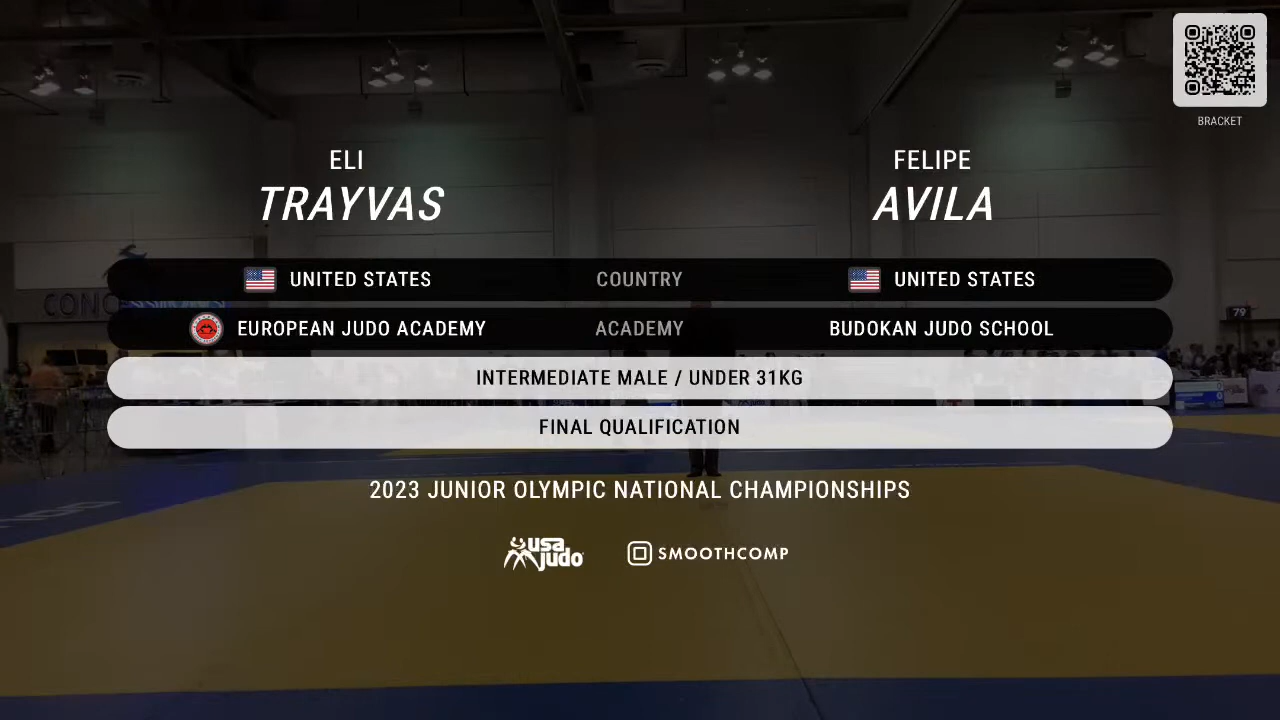 BRACKET
ELI
TRAYVAS
FELIPE
AVILA
UNITED STATES
COUNTRY
UNITED STATES
EUROPEAN JUDO ACADEMY
ACADEMY
BUDOKAN JUDO SCHOOL
INTERMEDIATE MALE / UNDER 31KG
FINAL QUALIFICATION
2023 JUNIOR OLYMPIC NATIONAL CHAMPIONSHIPS
usa
judo
SMOOTHCOMP
79